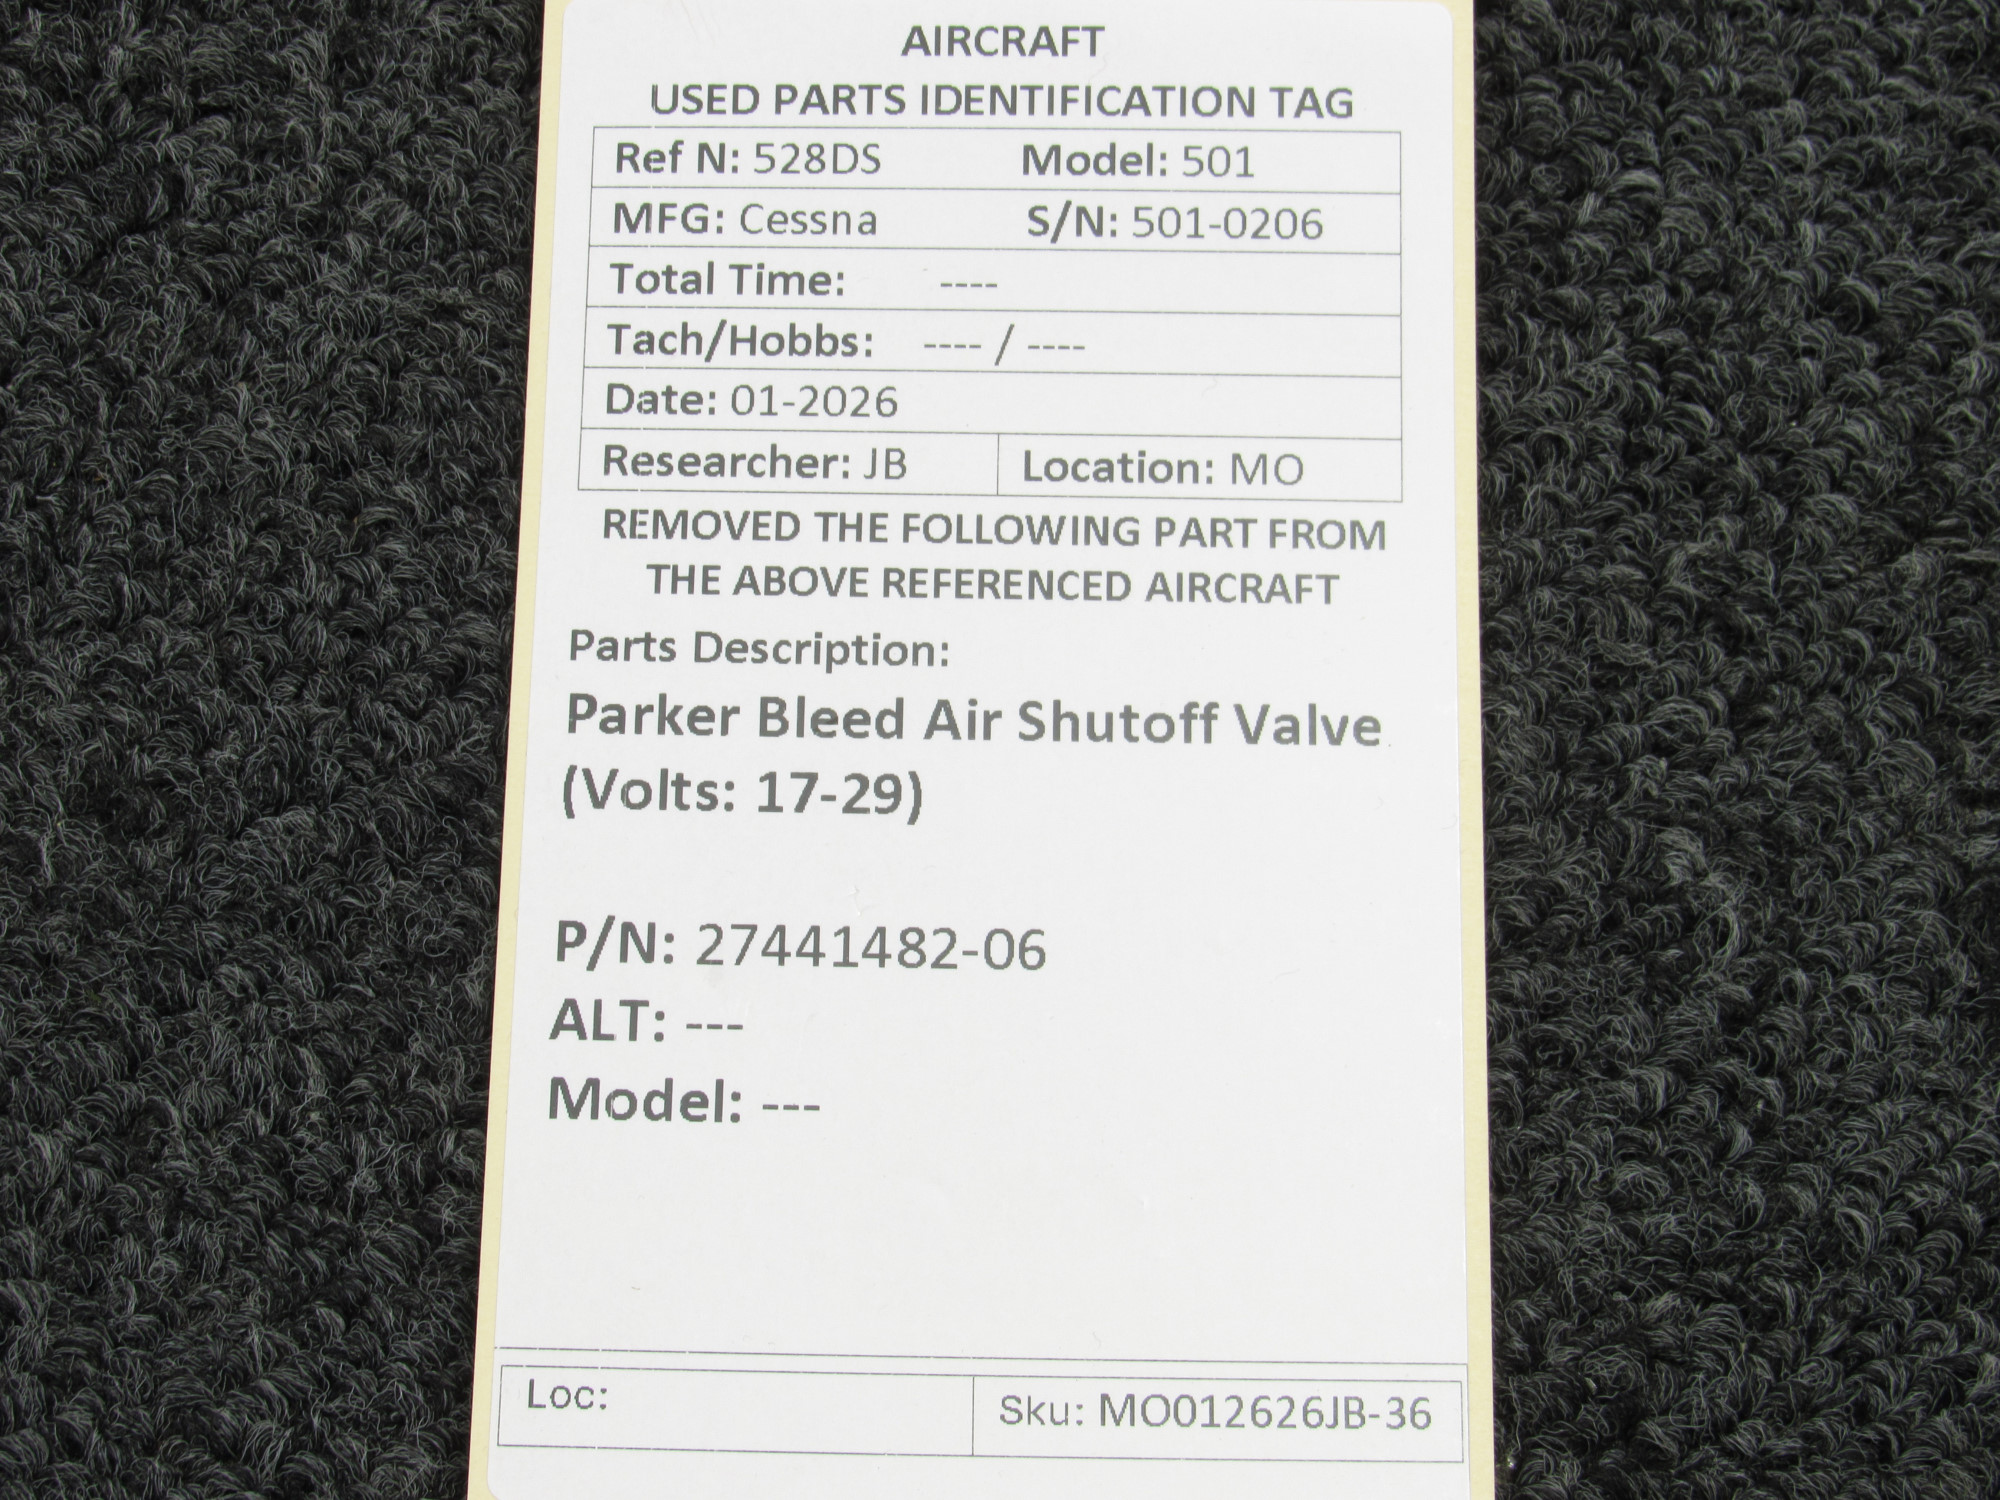 AIRCRAFT
USED PARTS IDENTIFICATION TAG
Ref N: 528DS Model: 501
MFG: Cessna S/N: 501-0206
Total Time: ----
Tach/Hobbs: ---- / ----
Date: 01-2026
Researcher: JB Location: MO
REMOVED THE FOLLOWING PART FROM
THE ABOVE REFERENCED AIRCRAFT
Parts Description:
Parker Bleed Air Shutoff Valve
(Volts: 17-29)
P/N: 27441482-06
ALT: ---
Model: ---
Loc: Sku: MO012626JB-36